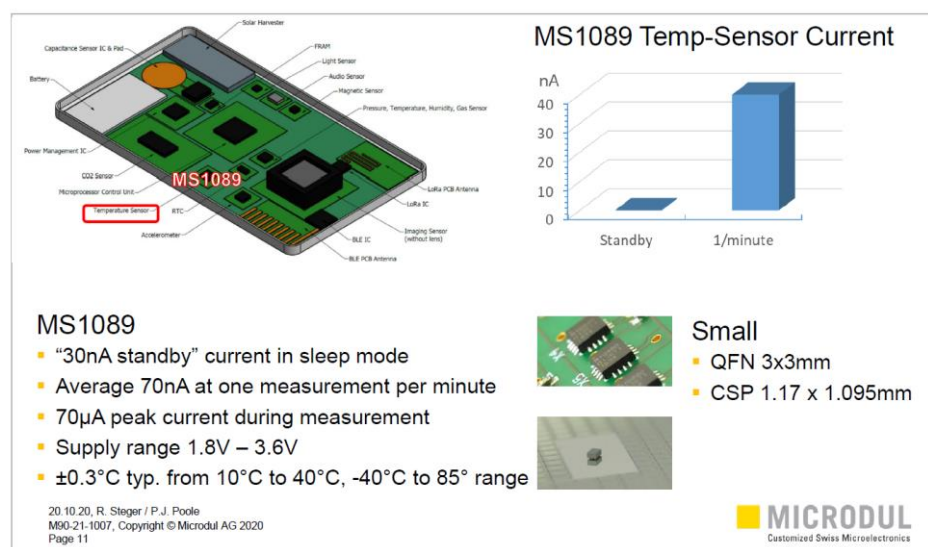 Solar Harvester
Capacitance Sensor IC & Pad
FRAM
Light Sensor
Audio Sensor
Battery
Magnetic Sensor
Pressure, Temperature, Humidity, Gas Sensor
Power Management IC
CO2 Sensor
Microprocessor Control Unit
MS1089
LoRa PCB Antenna
LoRa IC
Temperature Sensor
RTC
Accelerometer
Imaging Sensor
(without lens)
BLE IC
BLE PCB Antenna
MS1089 Temp-Sensor Current
nA
40
30
20
10
0
Standby
1/minute
MS1089
"30nA standby" current in sleep mode
Average 70nA at one measurement per minute
70µA peak current during measurement
Supply range 1.8V – 3.6V
±0.3°C typ. from 10°C to 40°C, -40°C to 85° range
Small
QFN 3x3mm
CSP 1.17 x 1.095mm
20.10.20, R. Steger / P.J. Poole
M90-21-1007, Copyright © Microdul AG 2020
Page 11
MICRODUL
Customized Swiss Microelectronics